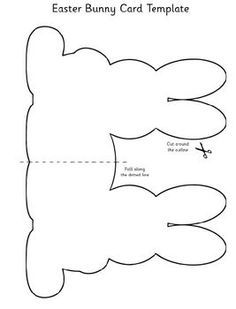 Easter Bunny Card Template
Cut around
the outline
Fold along
the dotted line